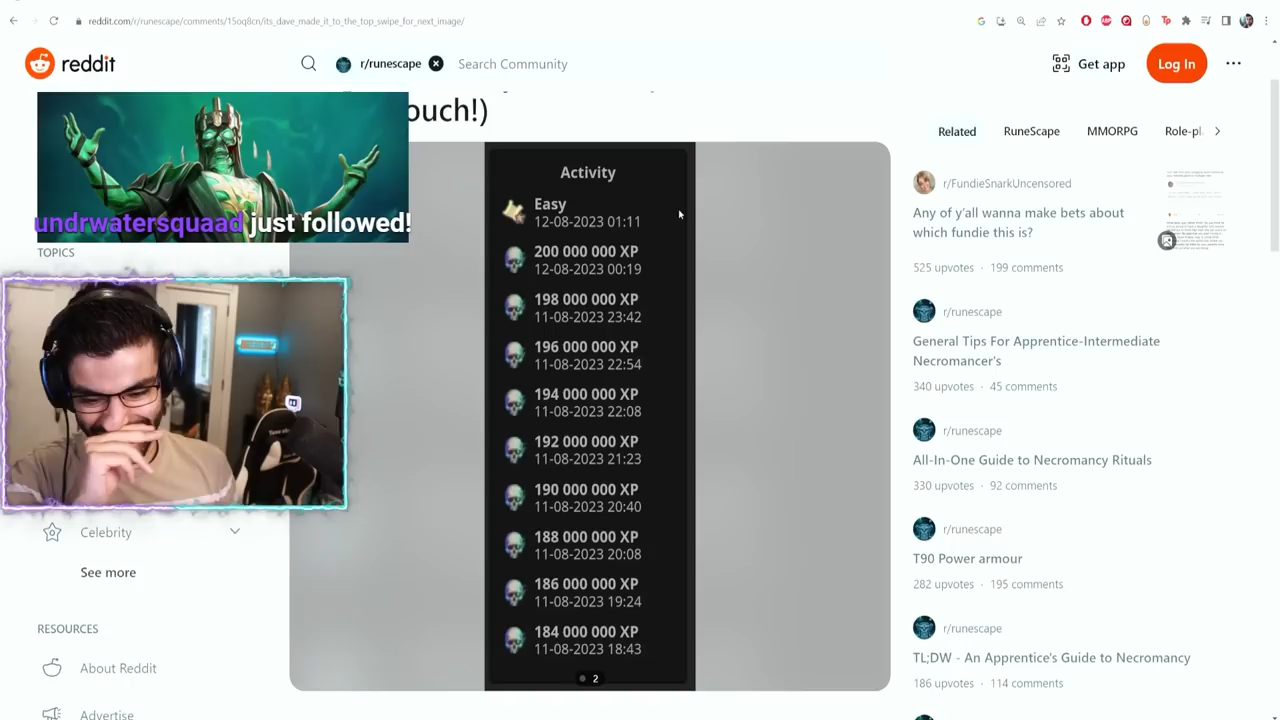 reddit.com/r/runescape/comments/15oq8cn/its_dave_made_it_to_the_top_swipe_for_next_image/
reddit
r/runescape
Search Community
Get app
Log In
ouch!)
undrwatersquaad just followed!
TOPICS
Celebrity
See more
RESOURCES
About Reddit
Advertise
Activity
Easy
12-08-2023 01:11
200 000 000 XP
12-08-2023 00:19
198 000 000 XP
11-08-2023 23:42
196 000 000 XP
11-08-2023 22:54
194 000 000 XP
11-08-2023 22:08
192 000 000 XP
11-08-2023 21:23
190 000 000 XP
11-08-2023 20:40
188 000 000 XP
11-08-2023 20:08
186 000 000 XP
11-08-2023 19:24
184 000 000 XP
11-08-2023 18:43
2
Related
RuneScape
MMORPG
Role-pl
r/FundieSnarkUncensored
Any of y'all wanna make bets about
which fundie this is?
525 upvotes · 199 comments
r/runescape
General Tips For Apprentice-Intermediate
Necromancer's
340 upvotes · 45 comments
r/runescape
All-In-One Guide to Necromancy Rituals
330 upvotes · 92 comments
r/runescape
T90 Power armour
282 upvotes · 195 comments
r/runescape
TL;DW - An Apprentice's Guide to Necromancy
186 upvotes · 114 comments